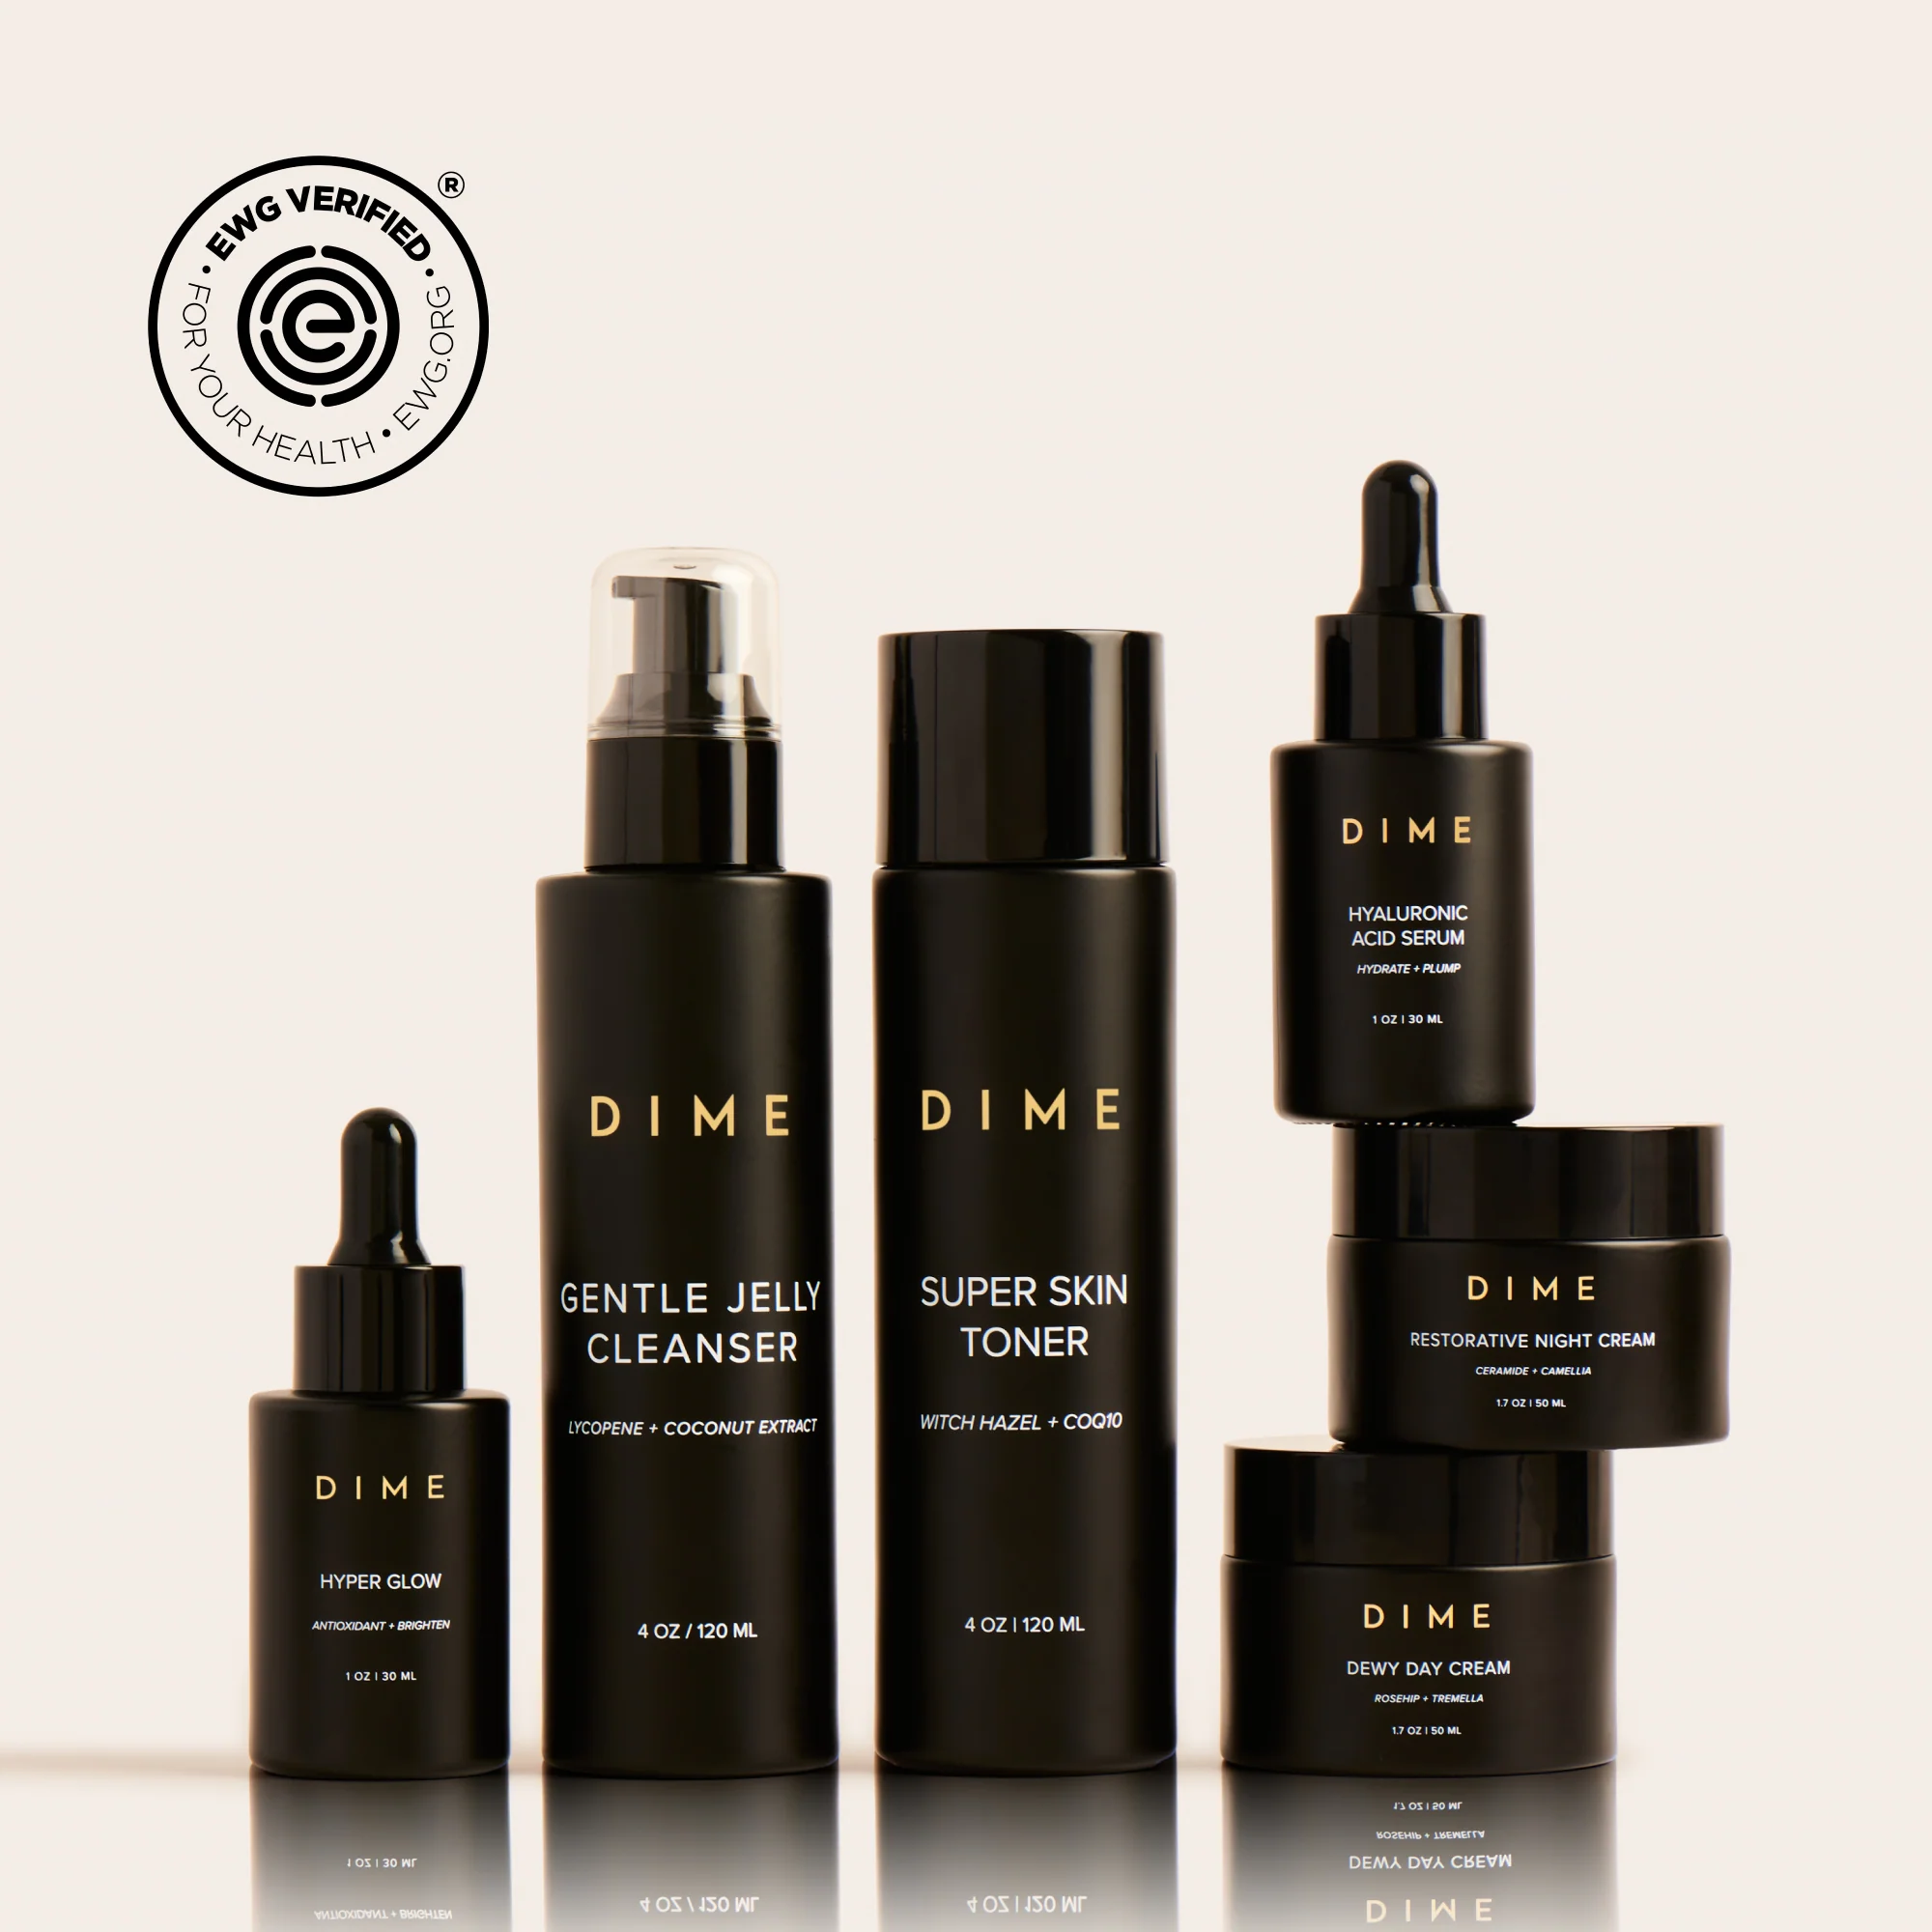 EWG VERIFIED
®
FOR YOUR HEALTH • EWG.ORG
e
DIME
HYPER GLOW
ANTIOXIDANT + BRIGHTEN
1 OZ | 30 ML
DIME
GENTLE JELLY
CLEANSER
LYCOPENE + COCONUT EXTRACT
4 OZ / 120 ML
DIME
SUPER SKIN
TONER
WITCH HAZEL + COQ10
4 OZ | 120 ML
DIME
HYALURONIC
ACID SERUM
HYDRATE + PLUMP
1 OZ | 30 ML
DIME
RESTORATIVE NIGHT CREAM
CERAMIDE + CAMELLIA
1.7 OZ | 50 ML
DIME
DEWY DAY CREAM
ROSEHIP + TREMELLA
1.7 OZ | 50 ML